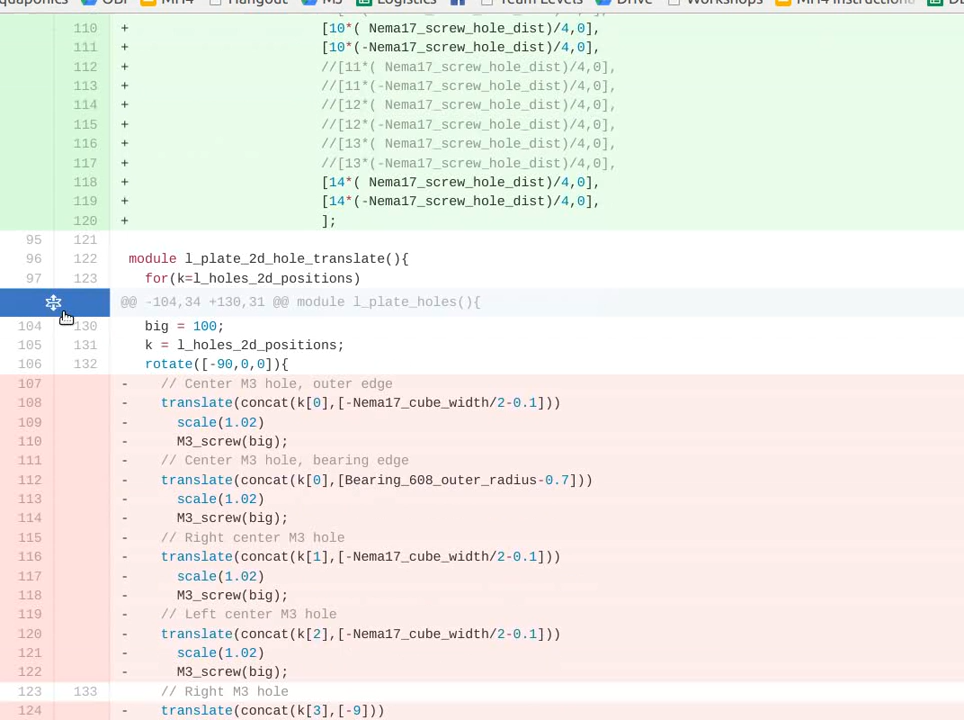 GBF MH4 Hangout M3 Logistics Team Levels Drive Workshops
110 + [10*( Nema17_screw_hole_dist)/4,0],
111 + [10*(-Nema17_screw_hole_dist)/4,0],
112 + //[11*( Nema17_screw_hole_dist)/4,0],
113 + //[11*(-Nema17_screw_hole_dist)/4,0],
114 + //[12*( Nema17_screw_hole_dist)/4,0],
115 + //[12*(-Nema17_screw_hole_dist)/4,0],
116 + //[13*( Nema17_screw_hole_dist)/4,0],
117 + //[13*(-Nema17_screw_hole_dist)/4,0],
118 + [14*( Nema17_screw_hole_dist)/4,0],
119 + [14*(-Nema17_screw_hole_dist)/4,0],
120 + ];
95 121
96 122 module l_plate_2d_hole_translate(){
97 123 for(k=l_holes_2d_positions)
@@ -104,34 +130,31 @@ module l_plate_holes(){
104 130 big = 100;
105 131 k = l_holes_2d_positions;
106 132 rotate([-90,0,0]){
107 - // Center M3 hole, outer edge
108 - translate(concat(k[0],[-Nema17_cube_width/2-0.1]))
109 - scale(1.02)
110 - M3_screw(big);
111 - // Center M3 hole, bearing edge
112 - translate(concat(k[0],[Bearing_608_outer_radius-0.7]))
113 - scale(1.02)
114 - M3_screw(big);
115 - // Right center M3 hole
116 - translate(concat(k[1],[-Nema17_cube_width/2-0.1]))
117 - scale(1.02)
118 - M3_screw(big);
119 - // Left center M3 hole
120 - translate(concat(k[2],[-Nema17_cube_width/2-0.1]))
121 - scale(1.02)
122 - M3_screw(big);
123 133 // Right M3 hole
124 - translate(concat(k[3],[-9]))